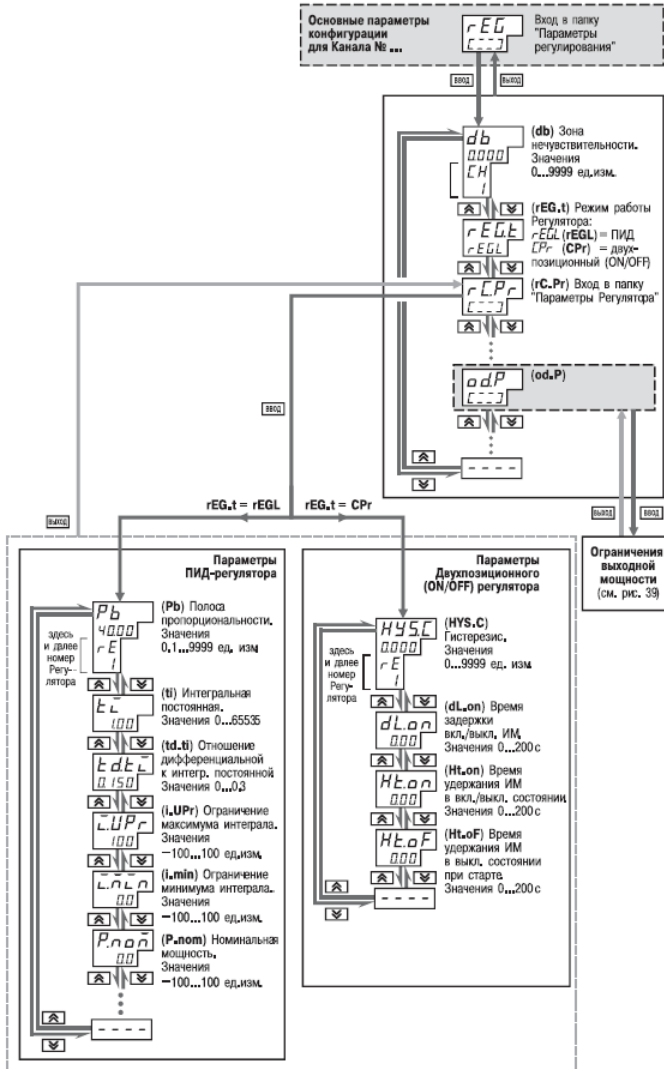 Основные параметры
конфигурации
для Канала № ...
rEG
[---]
Вход в папку
"Параметры
регулирования"
ввод
выход
db
0.000
CH
1
(db) Зона
нечувствительности.
Значения
0...9999 ед.изм.
rEG.t
rEGL
(rEG.t) Режим работы
Регулятора:
rEGL (rEGL) = ПИД
CPr (CPr) = двух-
позиционный (ON/OFF)
rC.Pr
[---]
(rC.Pr) Вход в папку
"Параметры Регулятора"
od.P
[---]
(od.P)
----
ввод
выход
rEG.t = rEGL
rEG.t = CPr
выход
ввод
Ограничения
выходной
мощности
(см. рис. 39)
Параметры
ПИД–регулятора
Pb
40.00
rE
1
здесь
и далее
номер
Регу-
лятора
(Pb) Полоса
пропорциональности.
Значения
0,1...9999 ед. изм
ti
1.00
(ti) Интегральная
постоянная.
Значения 0...65535
td.ti
0.150
(td.ti) Отношение
дифференциальной
к интегр. постоянной
Значения 0...0,3
i.UPr
100
(i.UPr) Ограничение
максимума интеграла.
Значения
–100...100 ед.изм.
i.min
0.0
(i.min) Ограничение
минимума интеграла.
Значения
–100...100 ед.изм.
P.nom
0.0
(P.nom) Номинальная
мощность.
Значения
–100...100 ед.изм.
----
Параметры
Двухпозиционного
(ON/OFF) регулятора
HYS.C
0.000
rE
1
здесь
и далее
номер
Регу-
лятора
(HYS.C)
Гистерезис.
Значения
0...9999 ед. изм
dL.on
0.00
(dL.on) Время
задержки
вкл./выкл. ИМ.
Значения 0...200 с
Ht.on
0.00
(Ht.on) Время
удержания ИМ
в вкл./выкл. состоянии.
Значения 0...200 с
Ht.oF
0.00
(Ht.oF) Время
удержания ИМ
в выкл. состоянии
при старте.
Значения 0...200 с
----